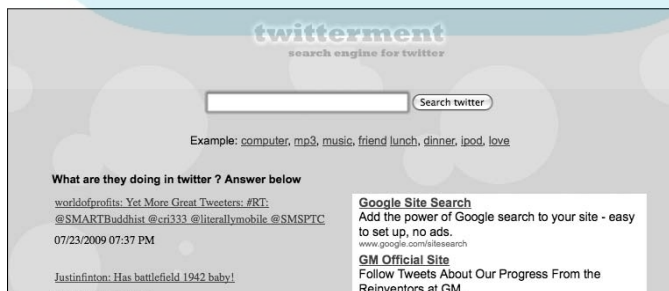 twitterment
search engine for twitter
Search twitter
Example: computer, mp3, music, friend lunch, dinner, ipod, love
What are they doing in twitter ? Answer below
worldofprofits: Yet More Great Tweeters: #RT:
@SMARTBuddhist @cri333 @literallymobile @SMSPTC
07/23/2009 07:37 PM
Justinfinton: Has battlefield 1942 baby!
Google Site Search
Add the power of Google search to your site - easy
to set up, no ads.
www.google.com/sitesearch
GM Official Site
Follow Tweets About Our Progress From the
Reinventors at GM